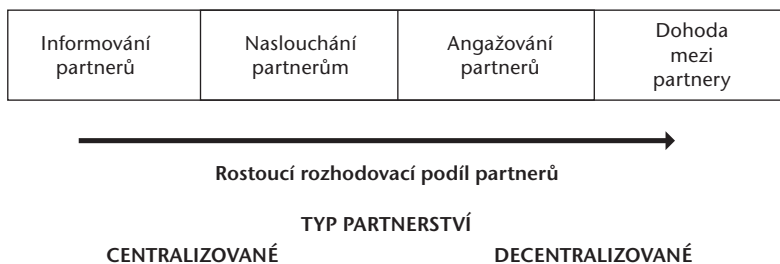 Informování
partnerů
Naslouchání
partnerům
Angažování
partnerů
Dohoda
mezi
partnery
Rostoucí rozhodovací podíl partnerů
TYP PARTNERSTVÍ
CENTRALIZOVANÉ DECENTRALIZOVANÉ